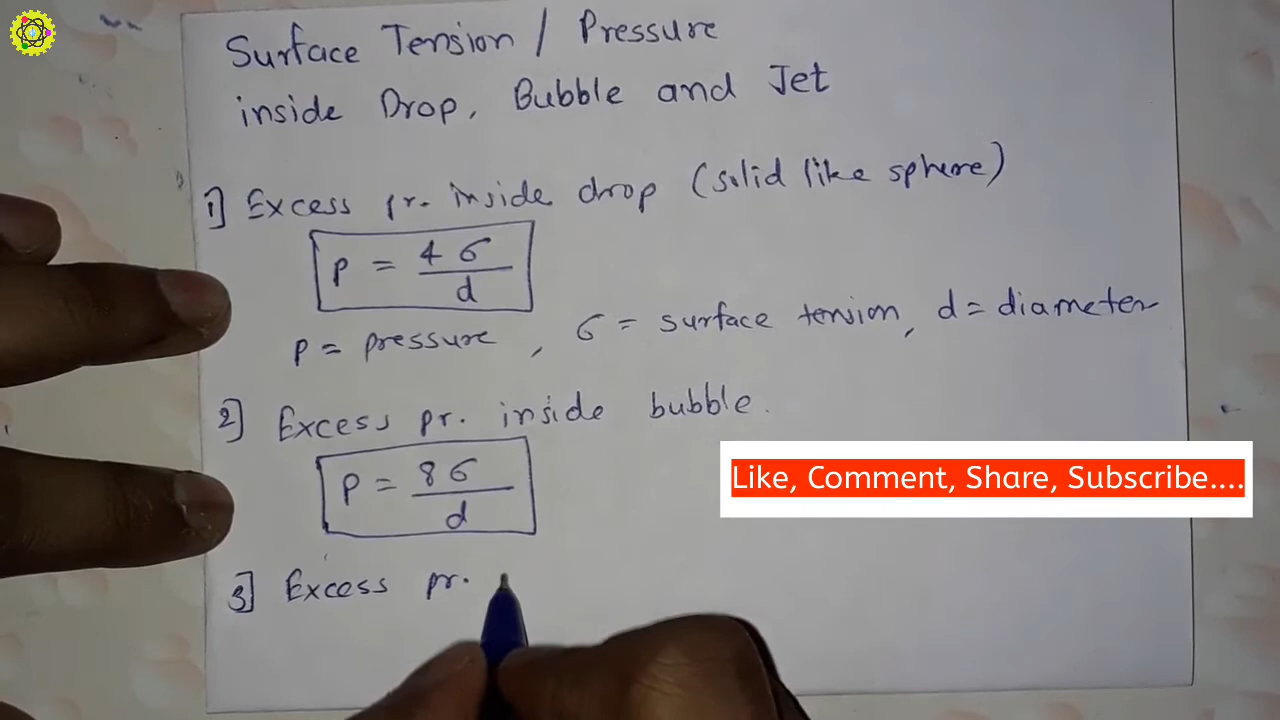 Surface Tension / Pressure
inside Drop, Bubble and Jet
1] Excess pr. inside drop (solid like sphere)
P = 4σ/d
P = pressure, σ = surface tension, d = diameter
2] Excess pr. inside bubble.
P = 8σ/d
Like, Comment, Share, Subscribe....
3] Excess pr.